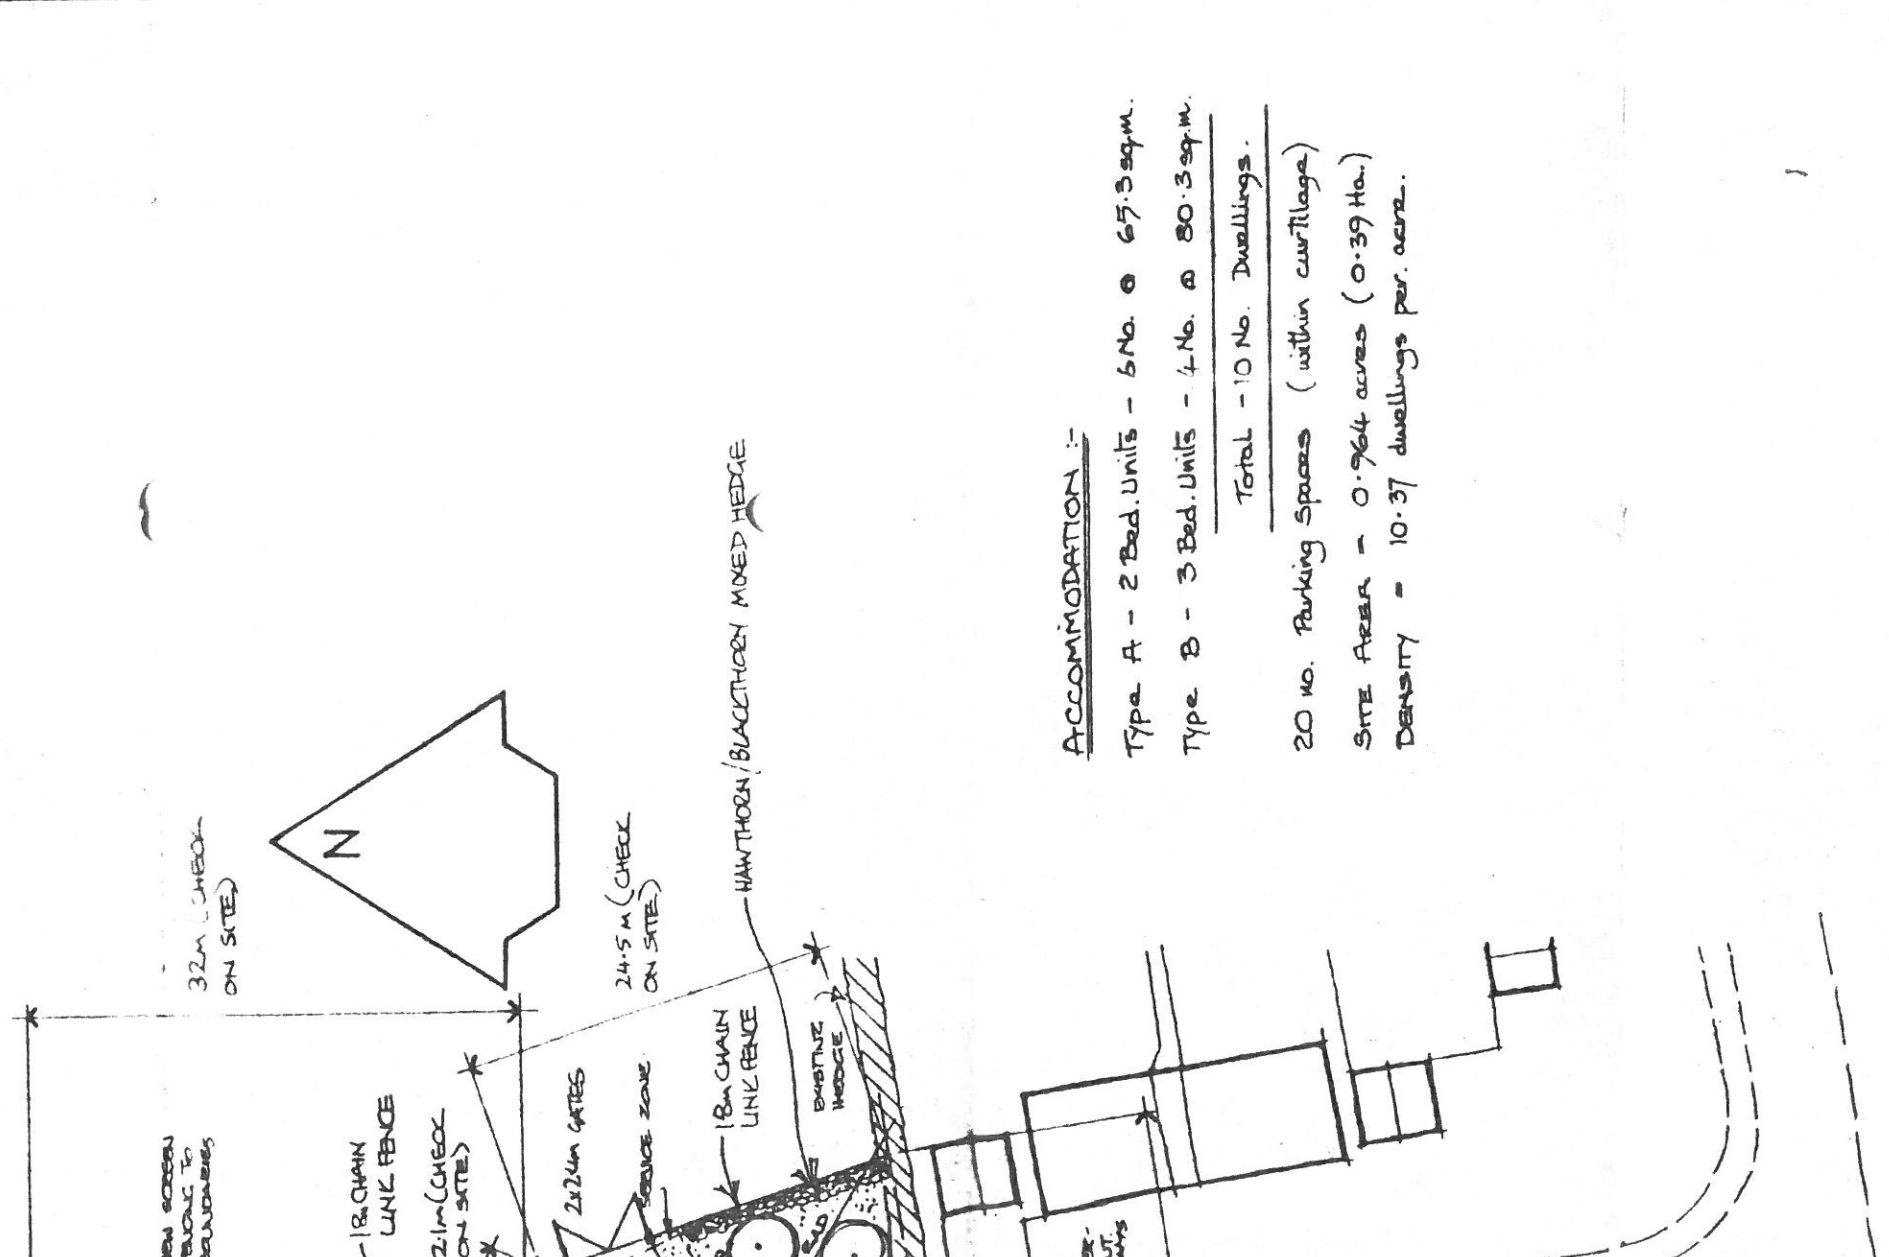 32M (CHECK
ON SITE)
N
24.5M (CHECK
ON SITE)
HAWTHORN/BLACKTHORN MIXED HEDGE
ACCOMMODATION :-
Type A - 2 Bed. Units - 6 No. @ 65.3 sq.m.
Type B - 3 Bed. Units - 4 No. @ 80.3 sq.m.
Total - 10 No. Dwellings.
20 No. Parking Spaces (within curtilage)
SITE AREA = 0.964 acres (0.39 Ha.)
DENSITY = 10.37 dwellings per. acre.
SCREEN
TO
BOUNDARIES
1.8m CHAIN
LINK FENCE
2.1m (CHECK
ON SITE)
2x2.4m GATES
SERVICE ZONE
1.8m CHAIN
LINK FENCE
EXISTING
HEDGE